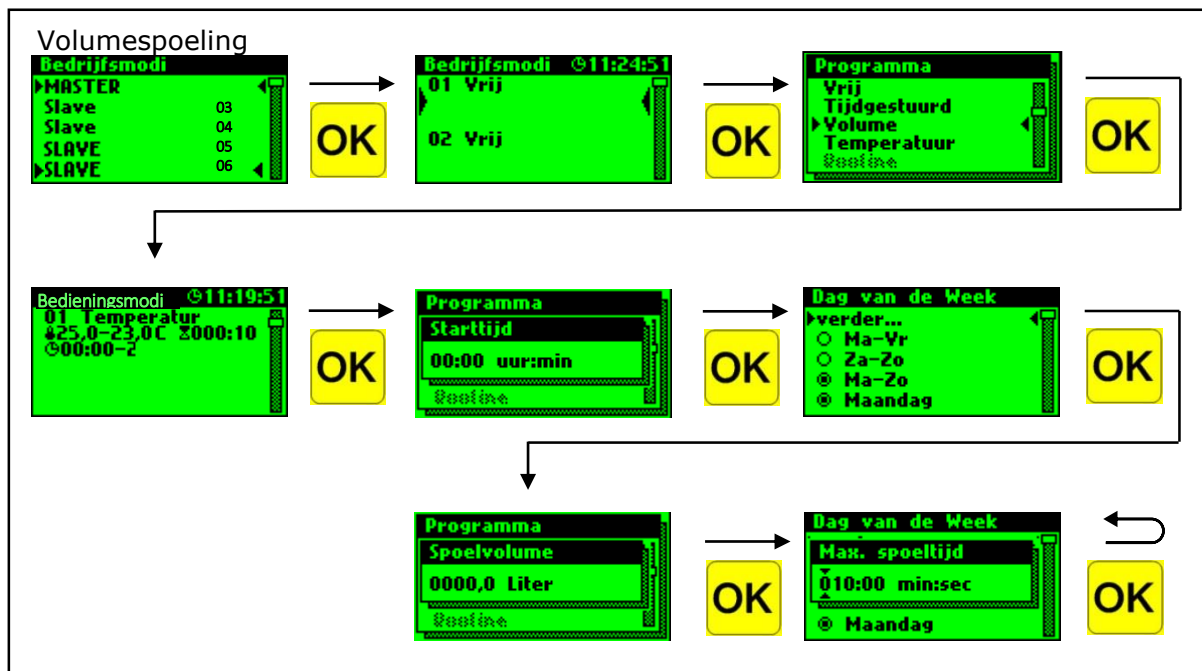 Volumespoeling
Bedrijfsmodi
MASTER
Slave 03
Slave 04
SLAVE 05
SLAVE 06
OK
Bedrijfsmodi 11:24:51
01 Vrij
02 Vrij
OK
Programma
Vrij
Tijdgestuurd
Volume
Temperatuur
OK
Bedieningsmodi 11:19:51
01 Temperatur
25,0-23,0C 000:10
00:00-2
OK
Programma
Starttijd
00:00 uur:min
OK
Dag van de Week
verder...
Ma-Vr
Za-Zo
Ma-Zo
Maandag
OK
Programma
Spoelvolume
0000,0 Liter
OK
Dag van de Week
Max. spoeltijd
010:00 min:sec
Maandag
OK